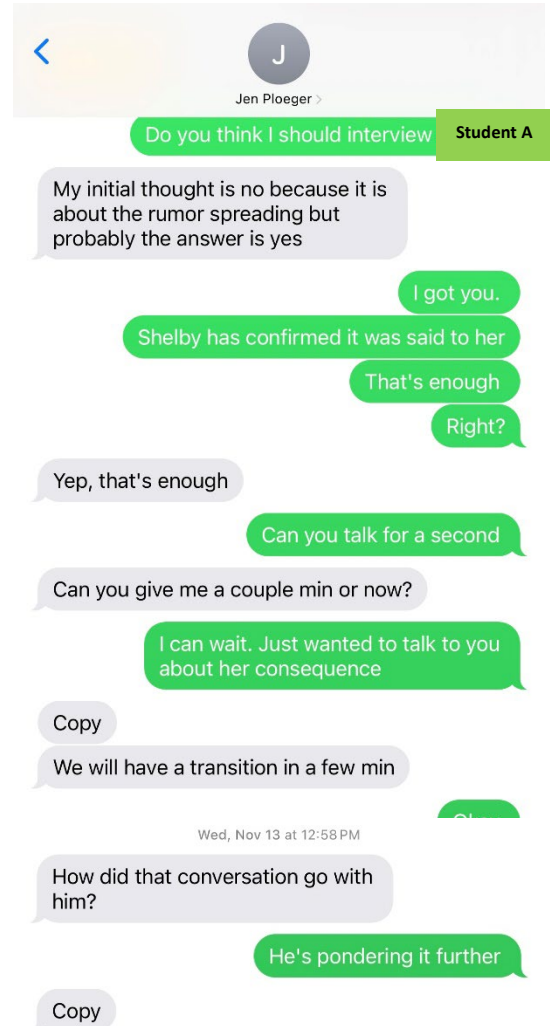 J
Jen Ploeger >
Do you think I should interview
Student A
My initial thought is no because it is
about the rumor spreading but
probably the answer is yes
I got you.
Shelby has confirmed it was said to her
That's enough
Right?
Yep, that's enough
Can you talk for a second
Can you give me a couple min or now?
I can wait. Just wanted to talk to you
about her consequence
Copy
We will have a transition in a few min
Wed, Nov 13 at 12:58 PM
How did that conversation go with
him?
He's pondering it further
Copy